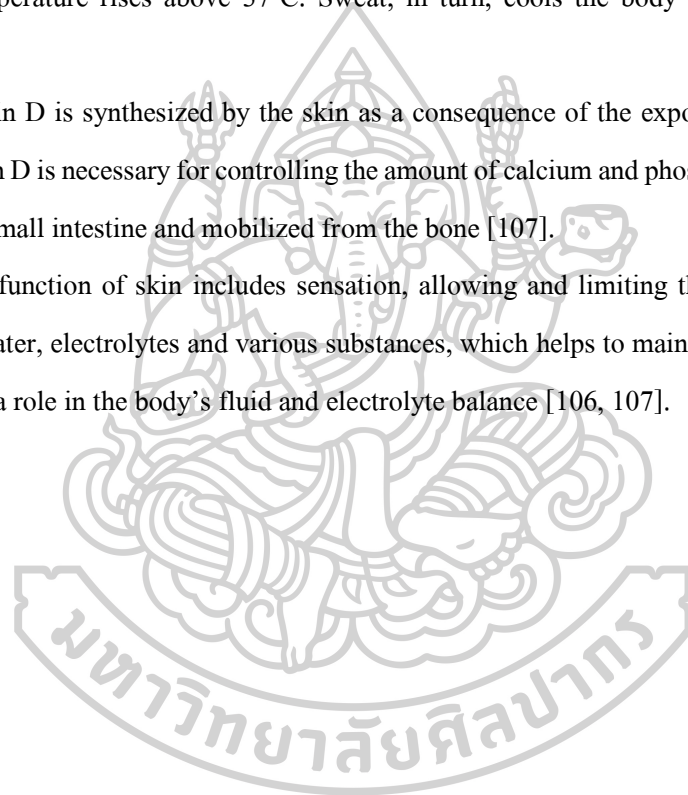 perature rises above 37°C. Sweat, in turn, cools the body
in D is synthesized by the skin as a consequence of the expo
n D is necessary for controlling the amount of calcium and phos
small intestine and mobilized from the bone [107].
function of skin includes sensation, allowing and limiting t
ater, electrolytes and various substances, which helps to main
a role in the body’s fluid and electrolyte balance [106, 107].
มหาวิทยาลัยศิลปากร